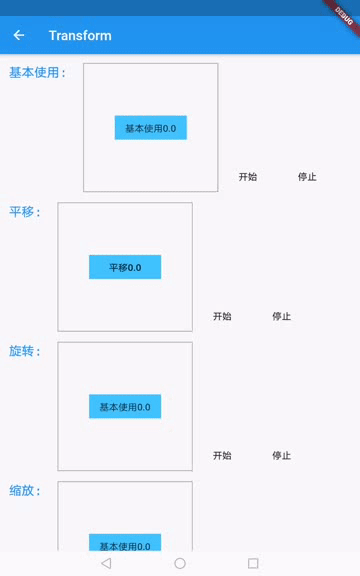 DEBUG
Transform
基本使用：
基本使用0.0
开始 停止
平移：
平移0.0
开始 停止
旋转：
基本使用0.0
开始 停止
缩放：
基本使用0.0